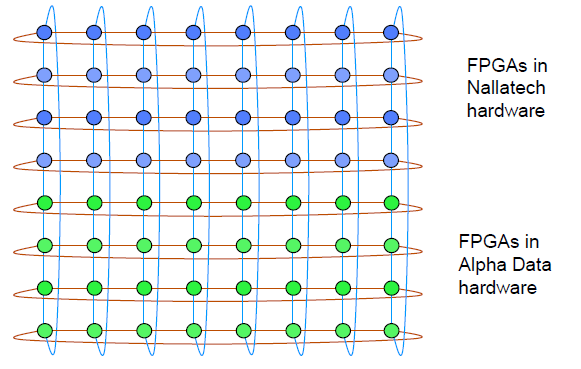 FPGAs in
Nallatech
hardware
FPGAs in
Alpha Data
hardware